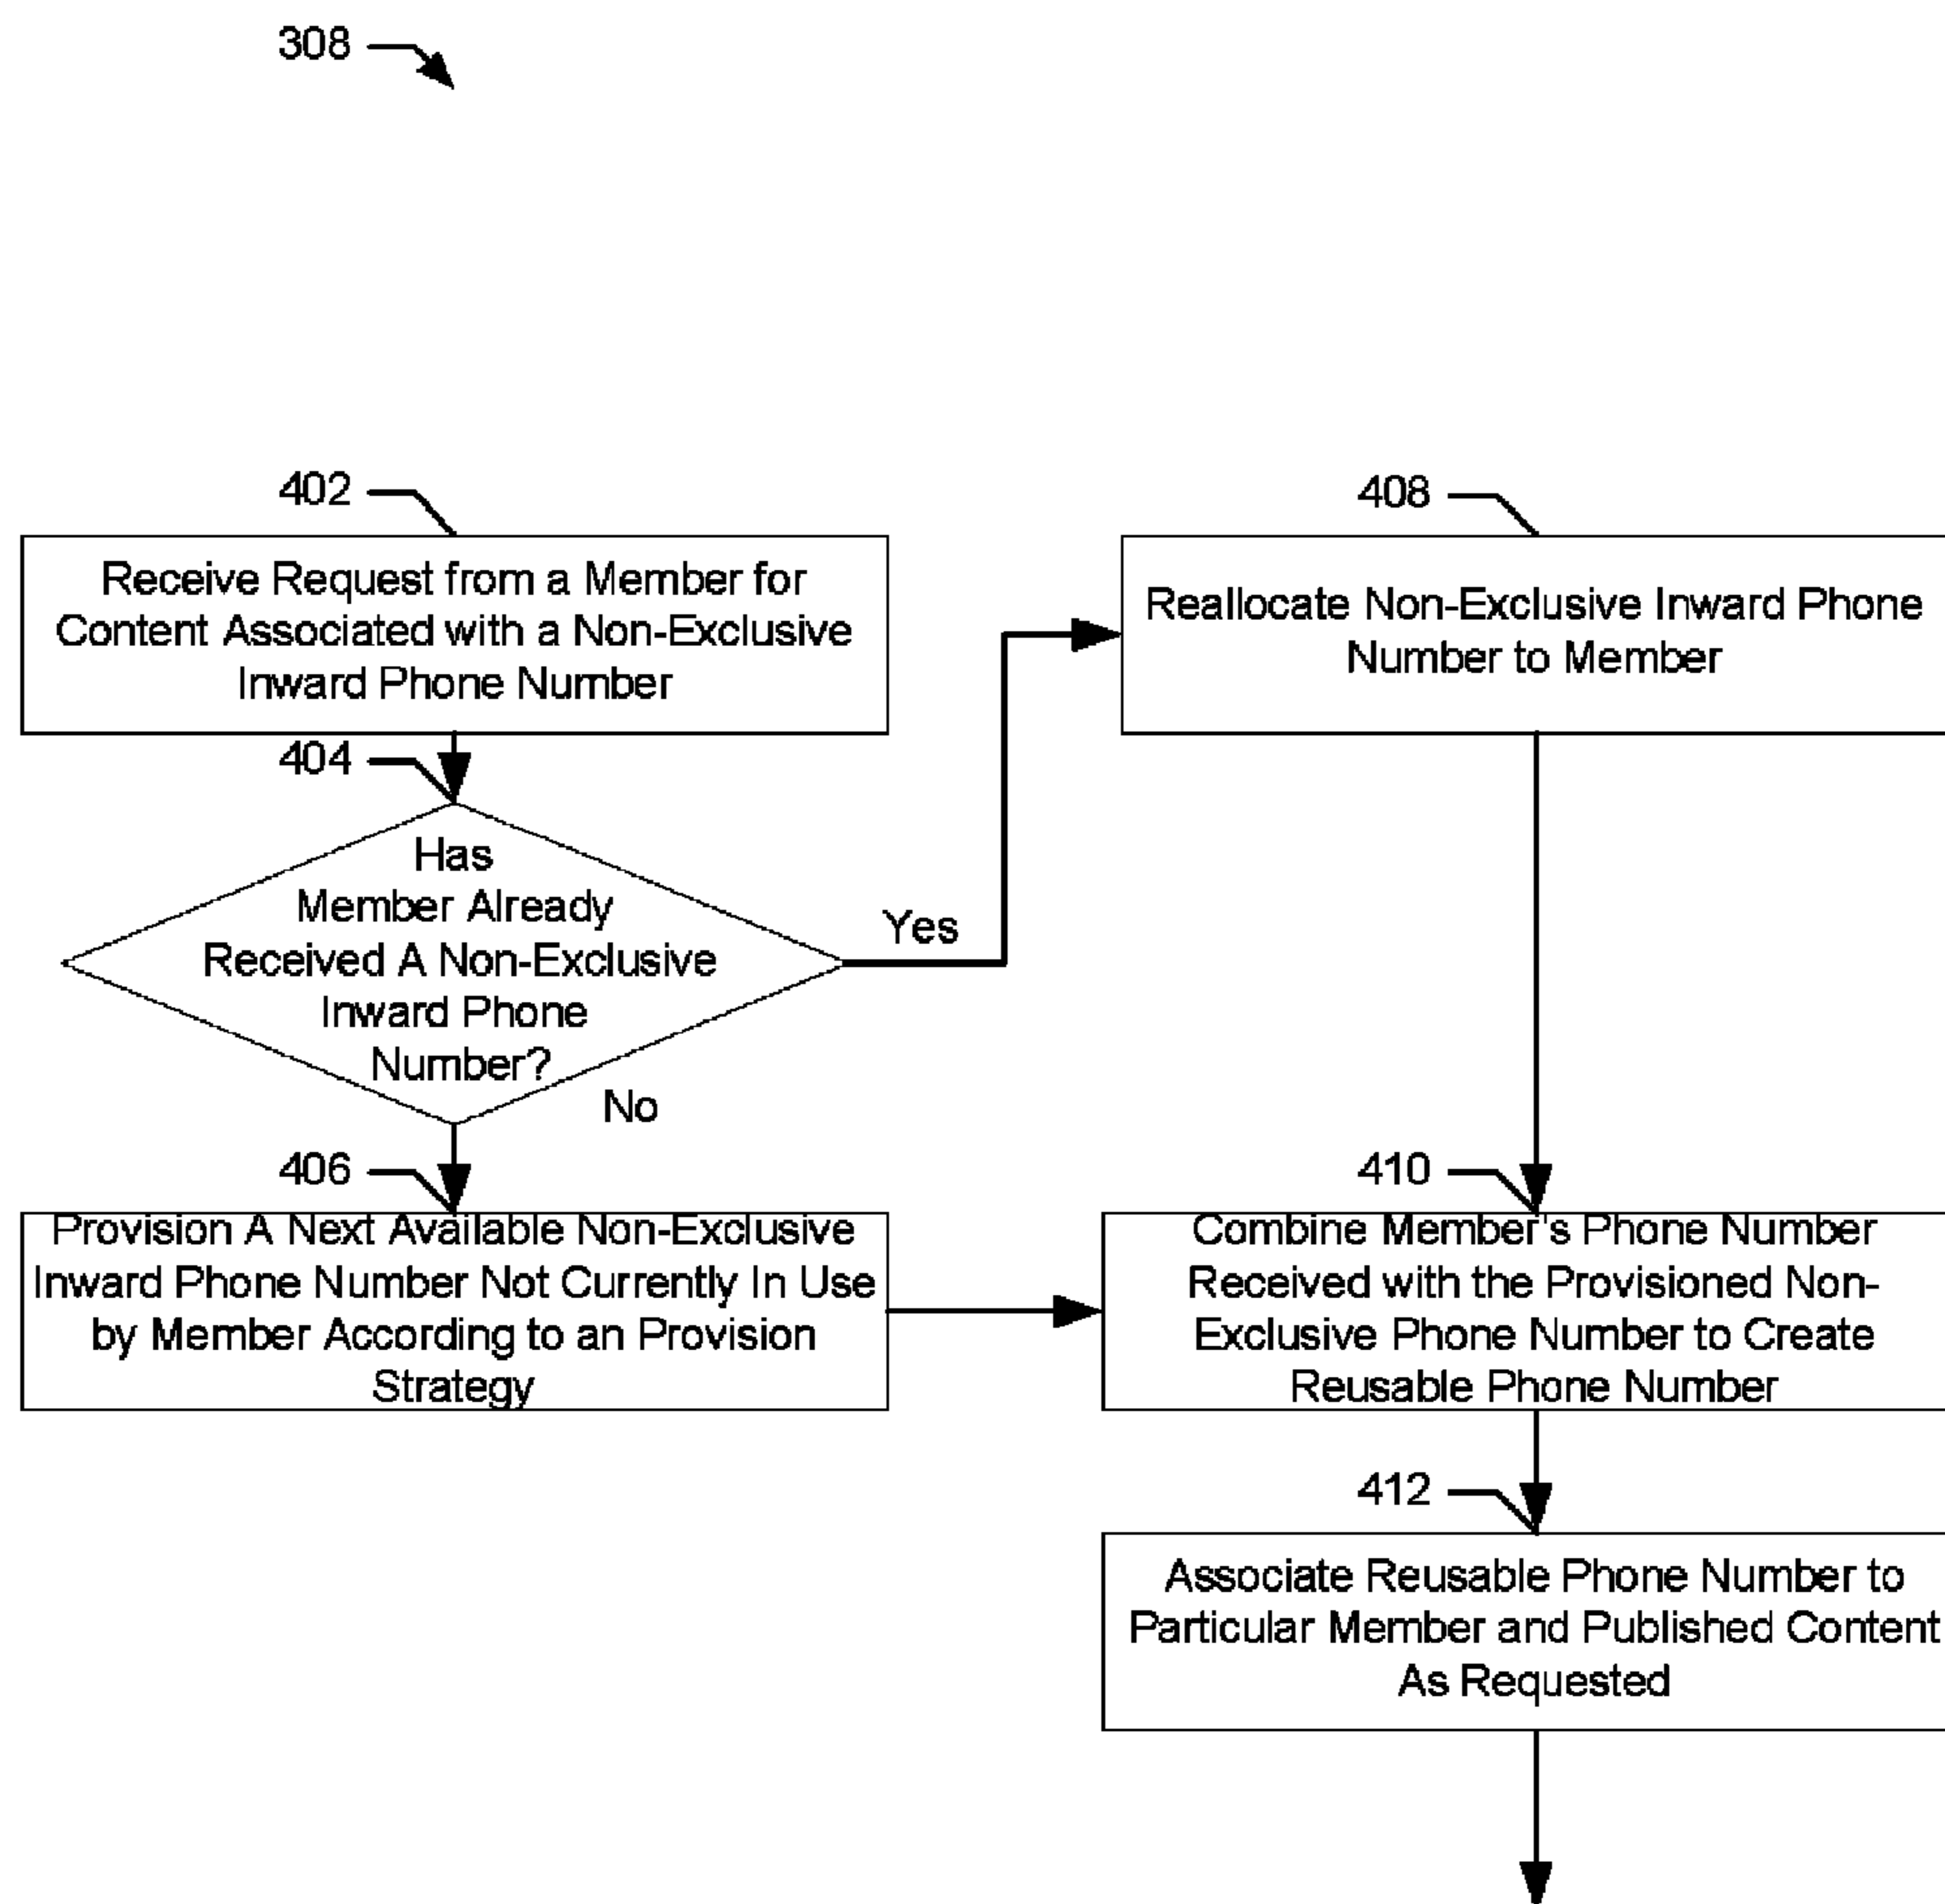 308
402
Receive Request from a Member for
Content Associated with a Non-Exclusive
Inward Phone Number
404
Has
Member Already
Received A Non-Exclusive
Inward Phone
Number?
Yes
No
406
Provision A Next Available Non-Exclusive
Inward Phone Number Not Currently In Use
by Member According to an Provision
Strategy
408
Reallocate Non-Exclusive Inward Phone
Number to Member
410
Combine Member's Phone Number
Received with the Provisioned Non-
Exclusive Phone Number to Create
Reusable Phone Number
412
Associate Reusable Phone Number to
Particular Member and Published Content
As Requested